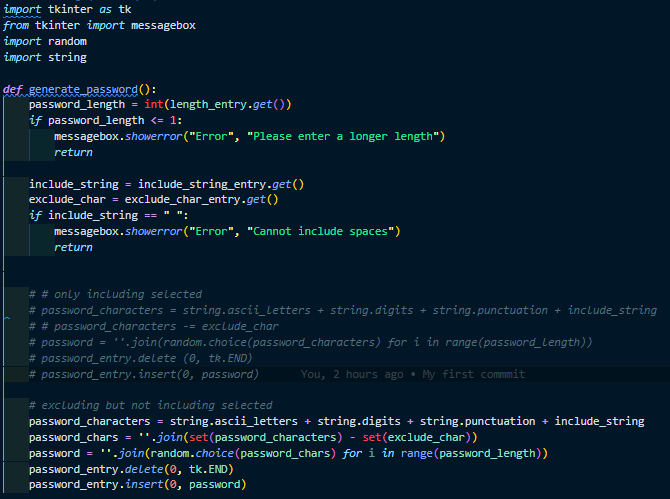 import tkinter as tk
from tkinter import messagebox
import random
import string

def generate_password():
    password_length = int(length_entry.get())
    if password_length <= 1:
        messagebox.showerror("Error", "Please enter a longer length")
        return

    include_string = include_string_entry.get()
    exclude_char = exclude_char_entry.get()
    if include_string == " ":
        messagebox.showerror("Error", "Cannot include spaces")
        return

    # # only including selected
    # password_characters = string.ascii_letters + string.digits + string.punctuation + include_string
    # # password_characters -= exclude_char
    # password = ''.join(random.choice(password_characters) for i in range(password_length))
    # password_entry.delete (0, tk.END)
    # password_entry.insert(0, password)      You, 2 hours ago • My first commmit

    # excluding but not including selected
    password_characters = string.ascii_letters + string.digits + string.punctuation + include_string
    password_chars = ''.join(set(password_characters) - set(exclude_char))
    password = ''.join(random.choice(password_chars) for i in range(password_length))
    password_entry.delete(0, tk.END)
    password_entry.insert(0, password)